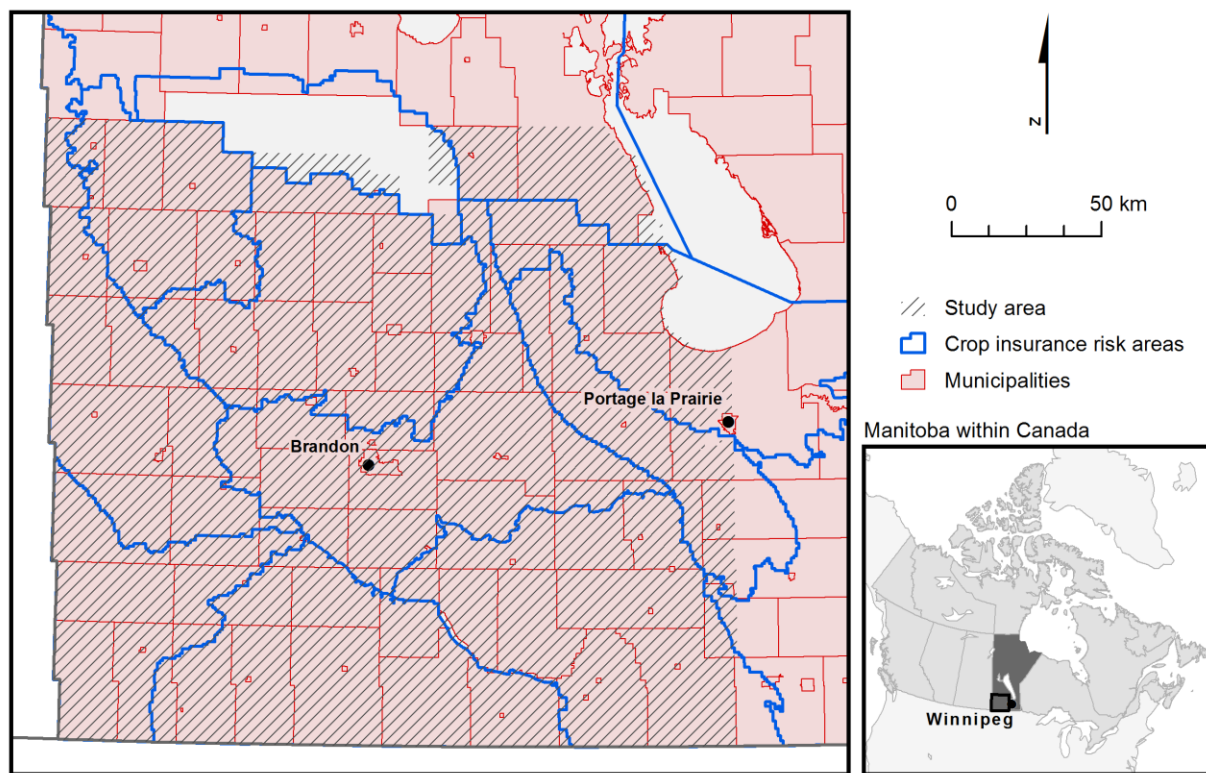 N
0 50 km
Study area
Crop insurance risk areas
Municipalities
Portage la Prairie
Brandon
Manitoba within Canada
Winnipeg